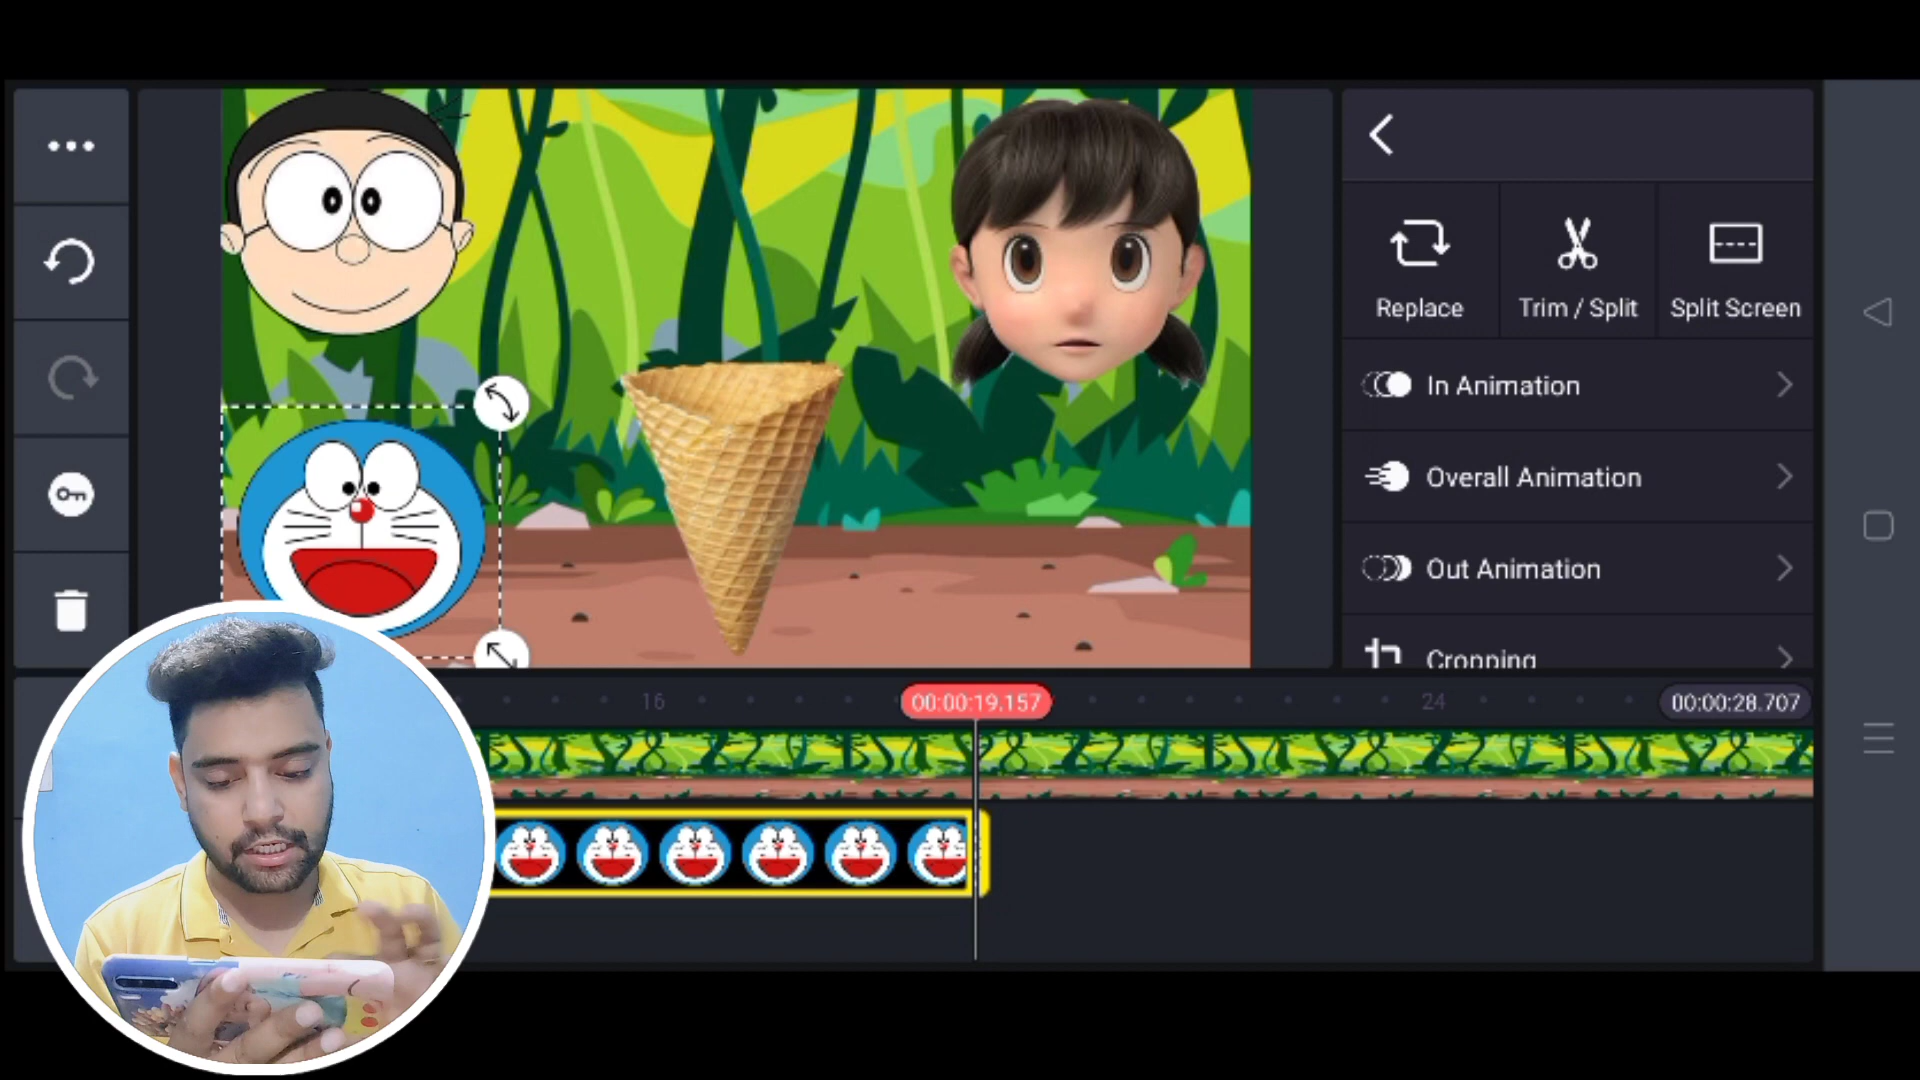 Replace
Trim / Split
Split Screen
In Animation
Overall Animation
Out Animation
Cropping
16
00:00:19.157
24
00:00:28.707